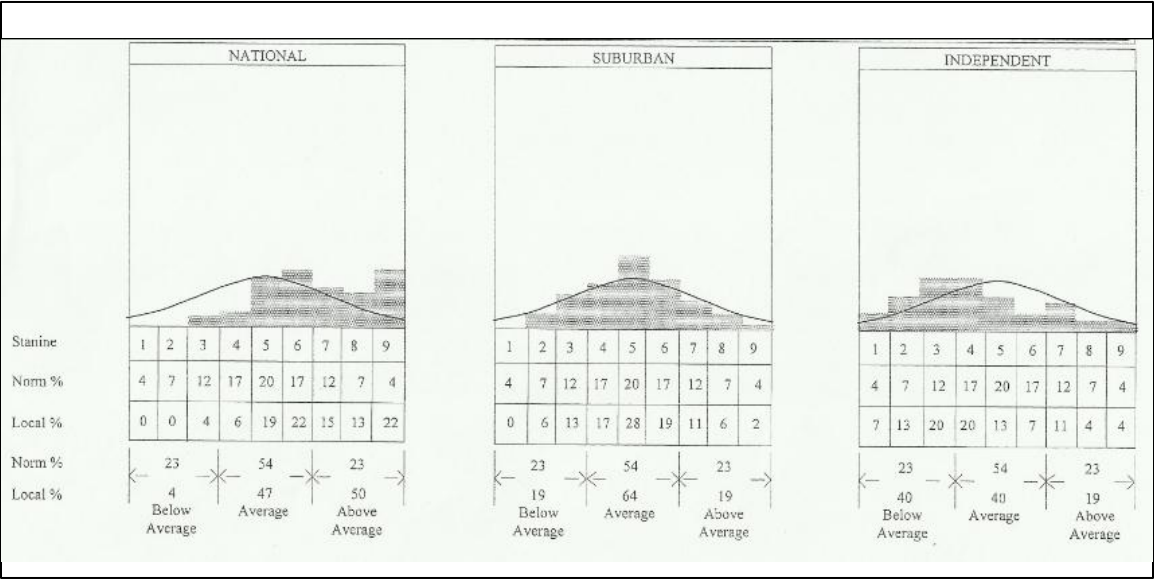 NATIONAL SUBURBAN INDEPENDENT
Stanine 1 2 3 4 5 6 7 8 9 1 2 3 4 5 6 7 8 9 1 2 3 4 5 6 7 8 9
Norm % 4 7 12 17 20 17 12 7 4 4 7 12 17 20 17 12 7 4 4 7 12 17 20 17 12 7 4
Local % 0 0 4 6 19 22 15 13 22 0 6 13 17 28 19 11 6 2 7 13 20 20 13 7 11 4 4
Norm % 23 54 23 23 54 23 23 54 23
Local % 4 47 50 19 64 19 40 40 19
Below Average Above Below Average Above Below Average Above
Average Average Average Average Average Average